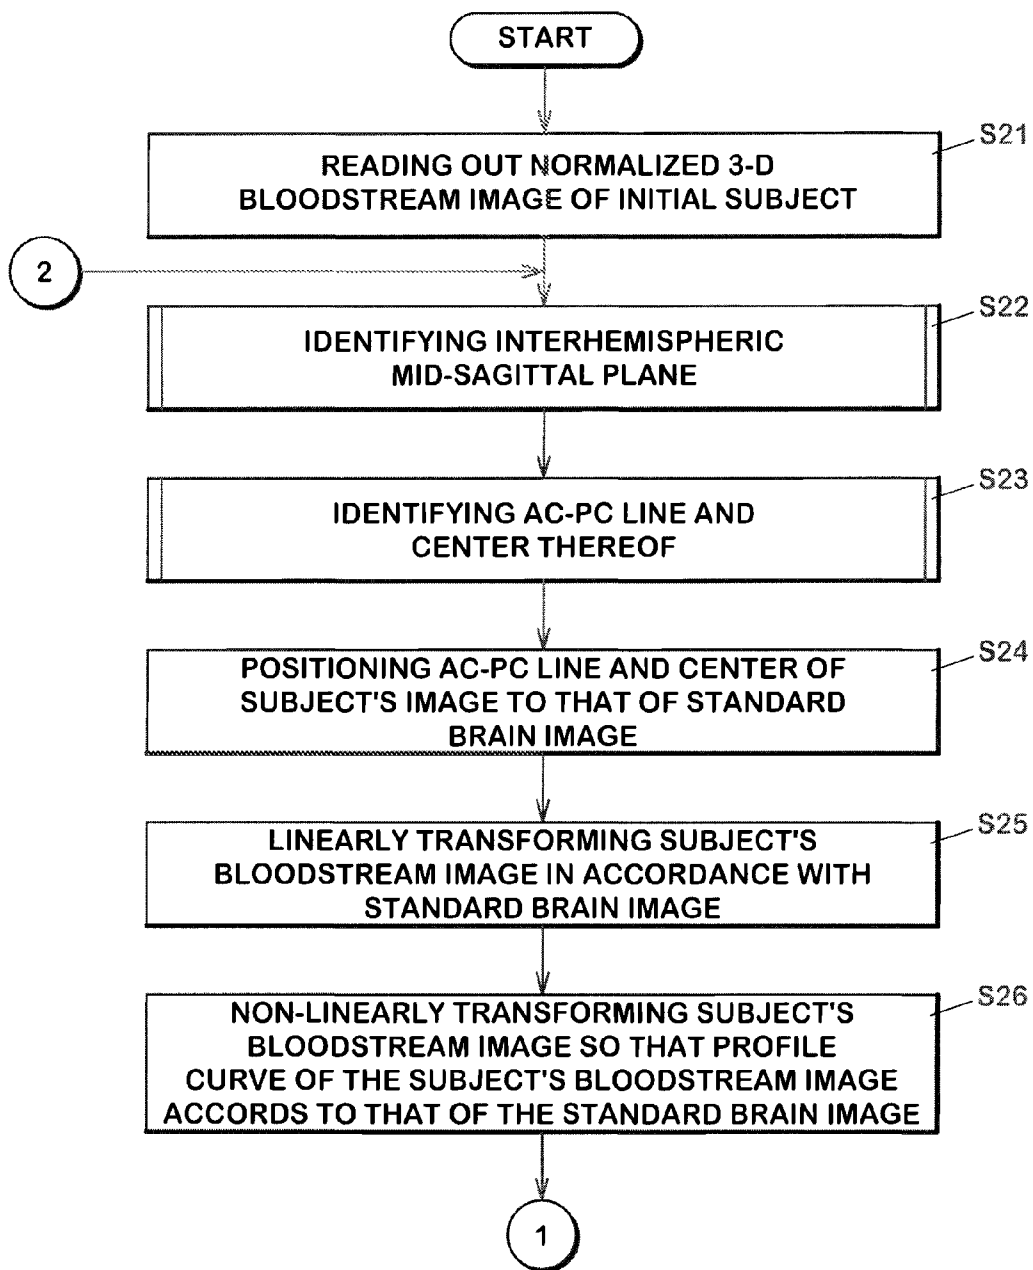 START
S21
READING OUT NORMALIZED 3-D
BLOODSTREAM IMAGE OF INITIAL SUBJECT
2
S22
IDENTIFYING INTERHEMISPHERIC
MID-SAGITTAL PLANE
S23
IDENTIFYING AC-PC LINE AND
CENTER THEREOF
S24
POSITIONING AC-PC LINE AND CENTER OF
SUBJECT'S IMAGE TO THAT OF STANDARD
BRAIN IMAGE
S25
LINEARLY TRANSFORMING SUBJECT'S
BLOODSTREAM IMAGE IN ACCORDANCE WITH
STANDARD BRAIN IMAGE
S26
NON-LINEARLY TRANSFORMING SUBJECT'S
BLOODSTREAM IMAGE SO THAT PROFILE
CURVE OF THE SUBJECT'S BLOODSTREAM IMAGE
ACCORDS TO THAT OF THE STANDARD BRAIN IMAGE
1